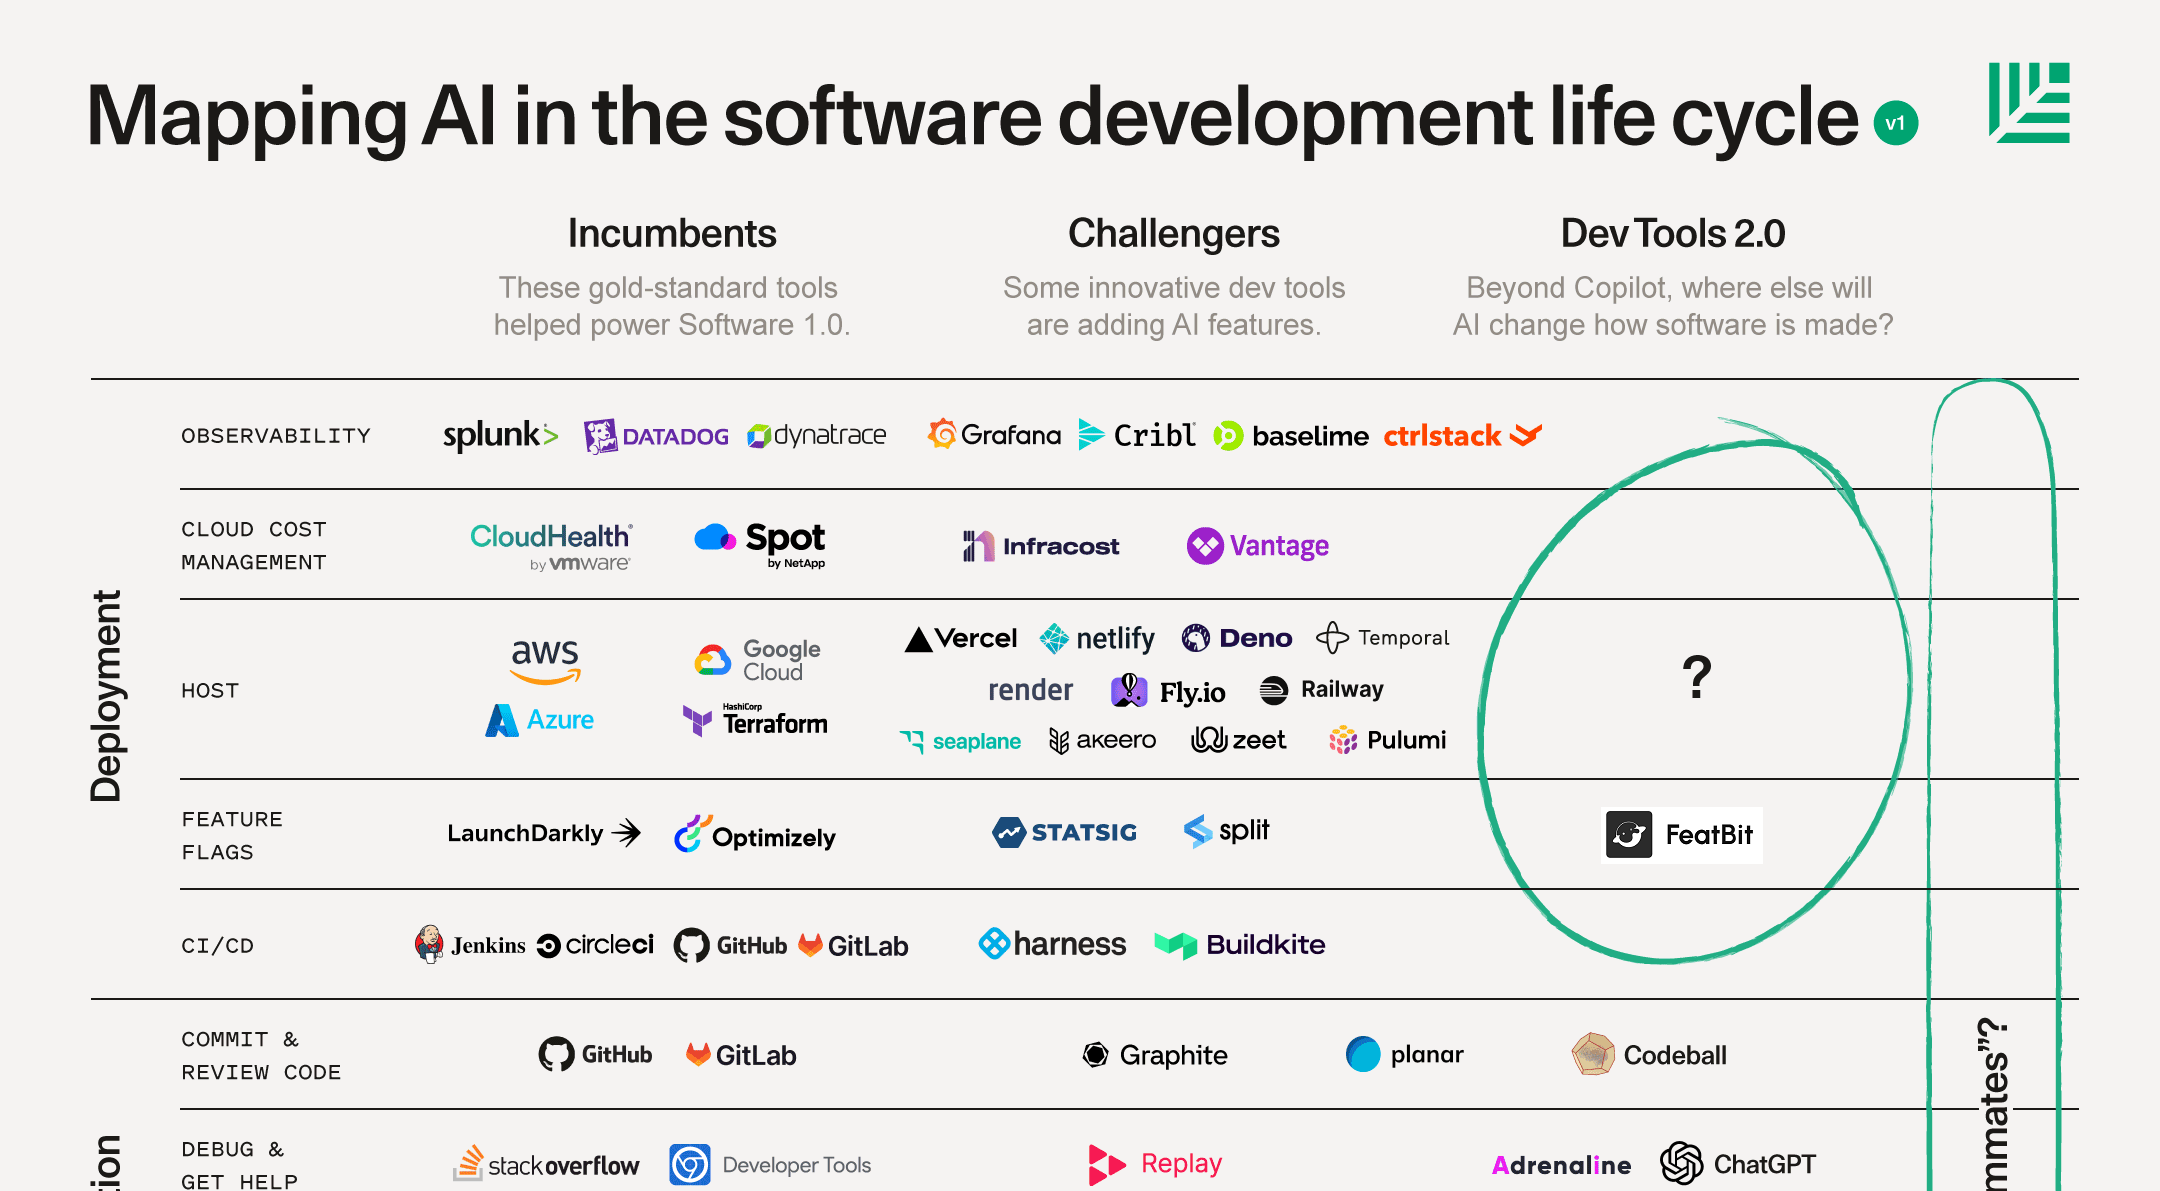 Mapping AI in the software development life cycle v1
Incumbents
These gold-standard tools
helped power Software 1.0.
Challengers
Some innovative dev tools
are adding AI features.
Dev Tools 2.0
Beyond Copilot, where else will
AI change how software is made?
Deployment
OBSERVABILITY
splunk> DATADOG dynatrace Grafana Cribl baselime ctrlstack
CLOUD COST
MANAGEMENT
CloudHealth®
by vmware®
Spot
by NetApp
Infracost Vantage
HOST
aws
Google
Cloud
Azure
HashiCorp
Terraform
Vercel netlify Deno Temporal
render Fly.io Railway
seaplane aкeero zeet Pulumi
?
FEATURE
FLAGS
LaunchDarkly Optimizely STATSIG split FeatBit
CI/CD
Jenkins circleci GitHub GitLab harness Buildkite
COMMIT &
REVIEW CODE
GitHub GitLab Graphite planar Codeball
mmates”?
tion
DEBUG &
GET HELP
stackoverflow Developer Tools Replay Adrenaline ChatGPT